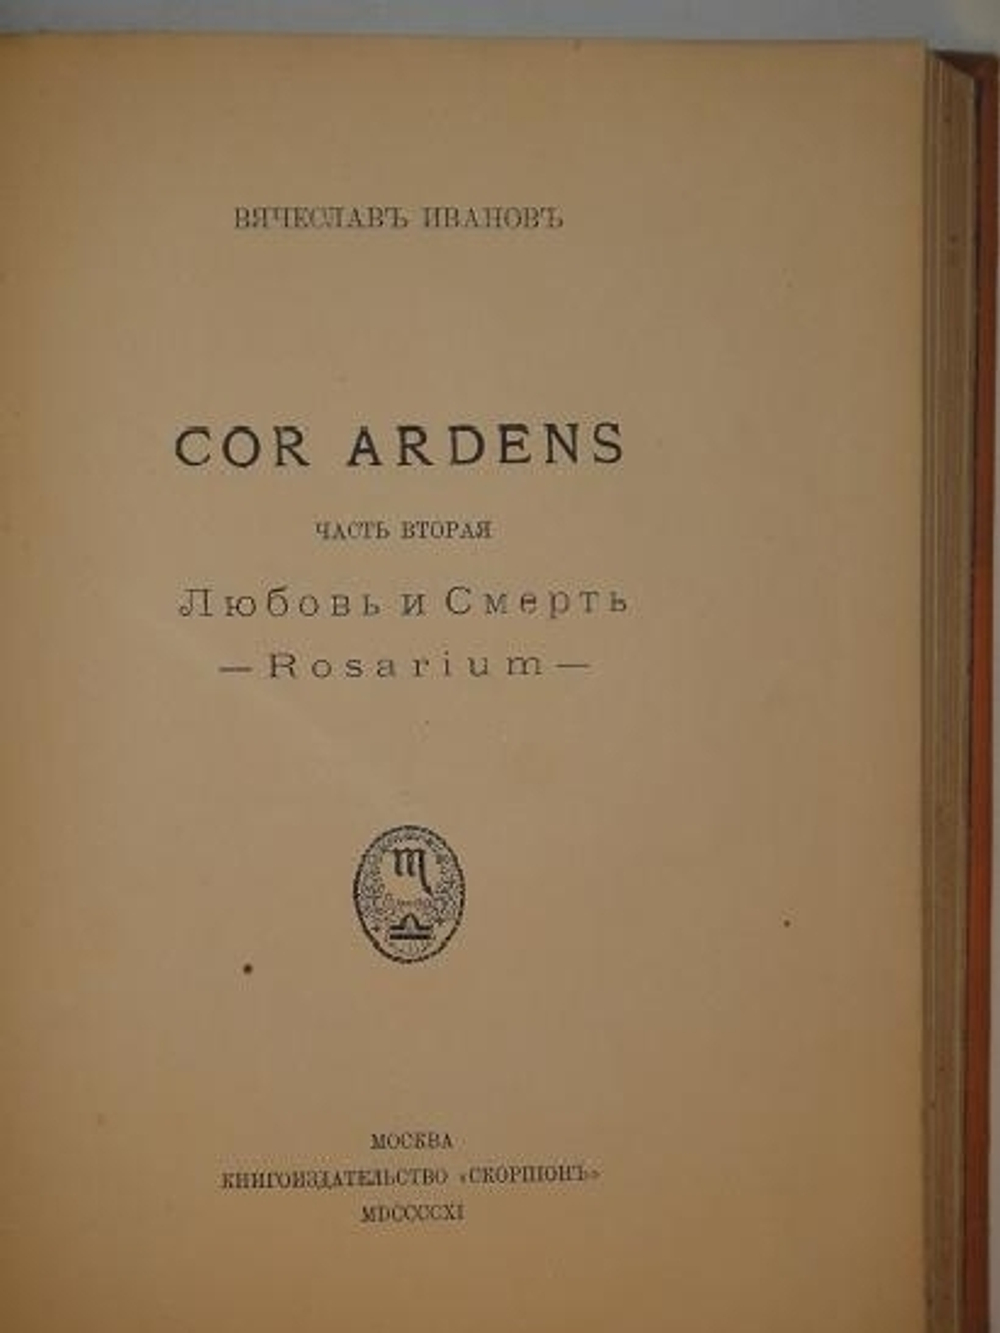 ВЯЧЕСЛАВЪ ИВАНОВЪ
COR ARDENS
ЧАСТЬ ВТОРАЯ
Любовь и Смерть
— Rosarium —
МОСКВА
КНИГОИЗДАТЕЛЬСТВО «СКОРПІОНЪ»
MDCCCCXI